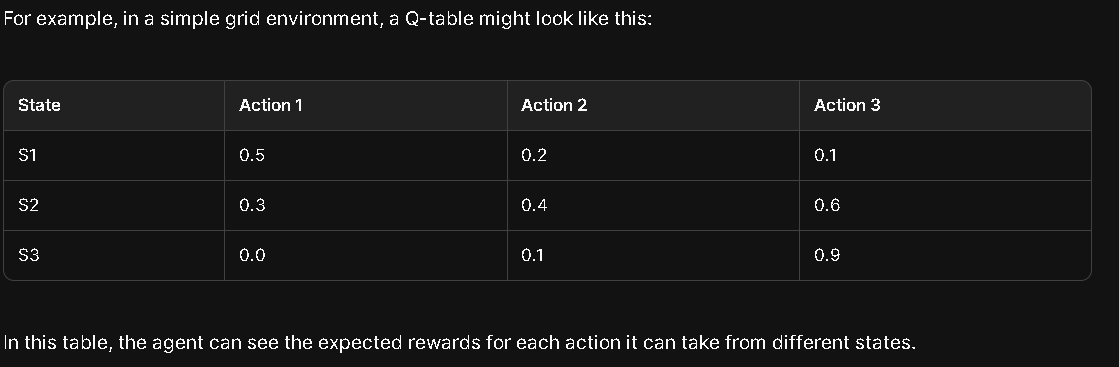 For example, in a simple grid environment, a Q-table might look like this:
State Action 1 Action 2 Action 3
S1 0.5 0.2 0.1
S2 0.3 0.4 0.6
S3 0.0 0.1 0.9
In this table, the agent can see the expected rewards for each action it can take from different states.